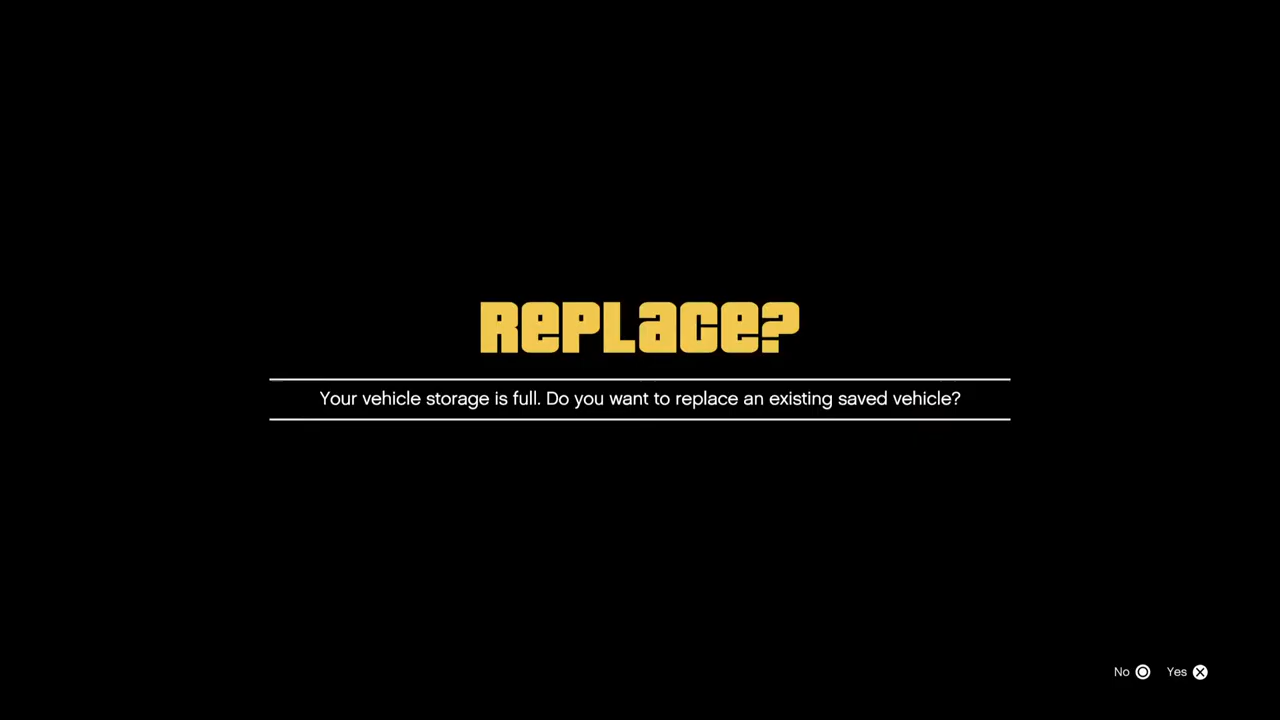 REPLACE?
Your vehicle storage is full. Do you want to replace an existing saved vehicle?
No Yes